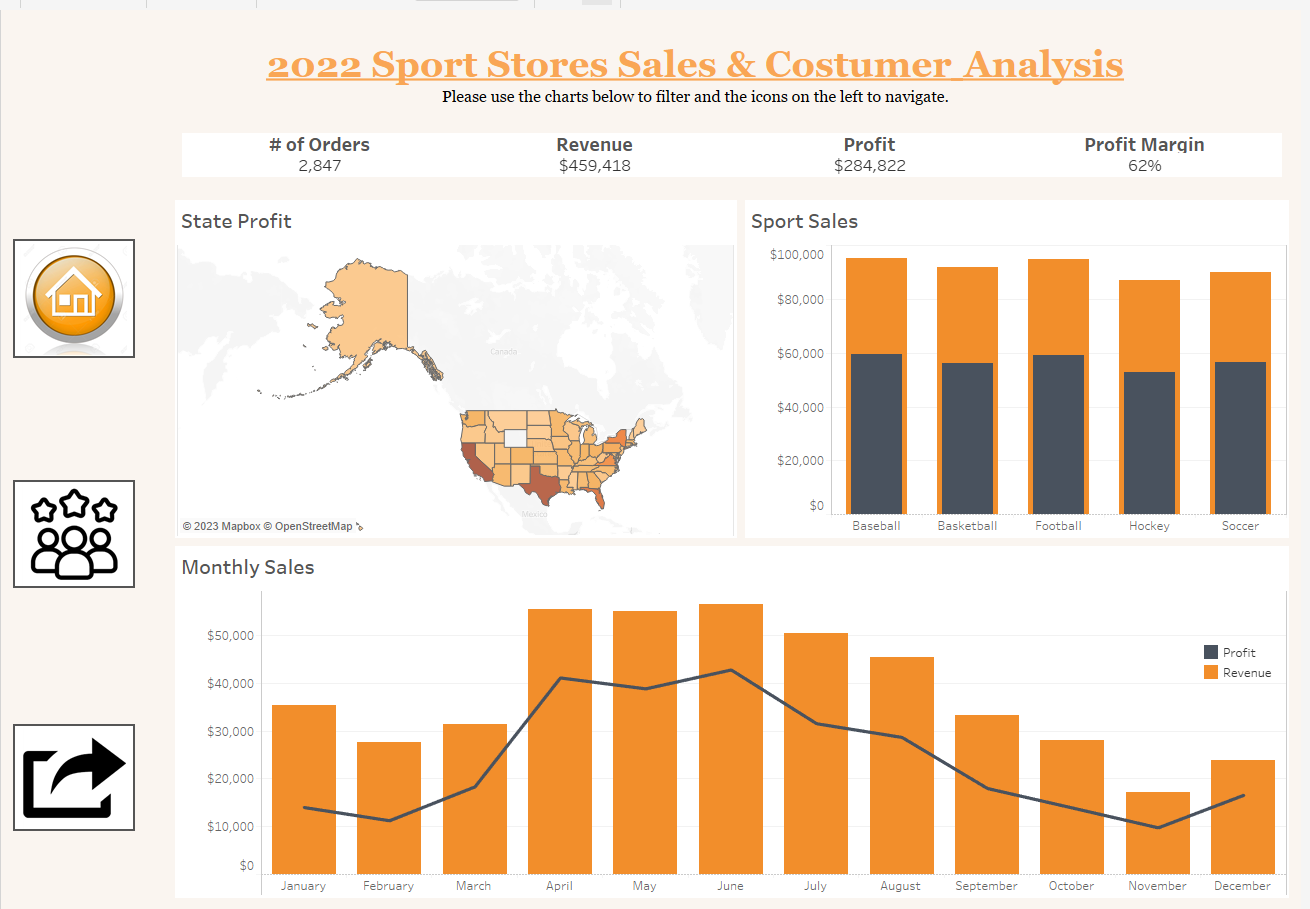 2022 Sport Stores Sales & Costumer_Analysis
Please use the charts below to filter and the icons on the left to navigate.
# of Orders Revenue Profit Profit Margin
2,847 $459,418 $284,822 62%
State Profit
Canada
Mexico
© 2023 Mapbox © OpenStreetMap
Sport Sales
$100,000
$80,000
$60,000
$40,000
$20,000
$0
Baseball Basketball Football Hockey Soccer
Monthly Sales
$50,000
$40,000
$30,000
$20,000
$10,000
$0
Profit
Revenue
January February March April May June July August September October November December